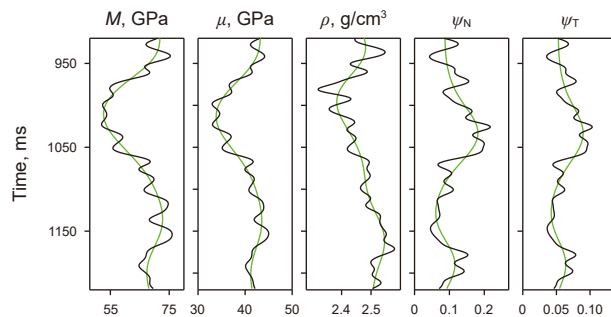 M, GPa
μ, GPa
ρ, g/cm³
ψN
ψT
Time, ms
950
1050
1150
55 75
30 40 50
2.4 2.5
0 0.1 0.2
0 0.05 0.10